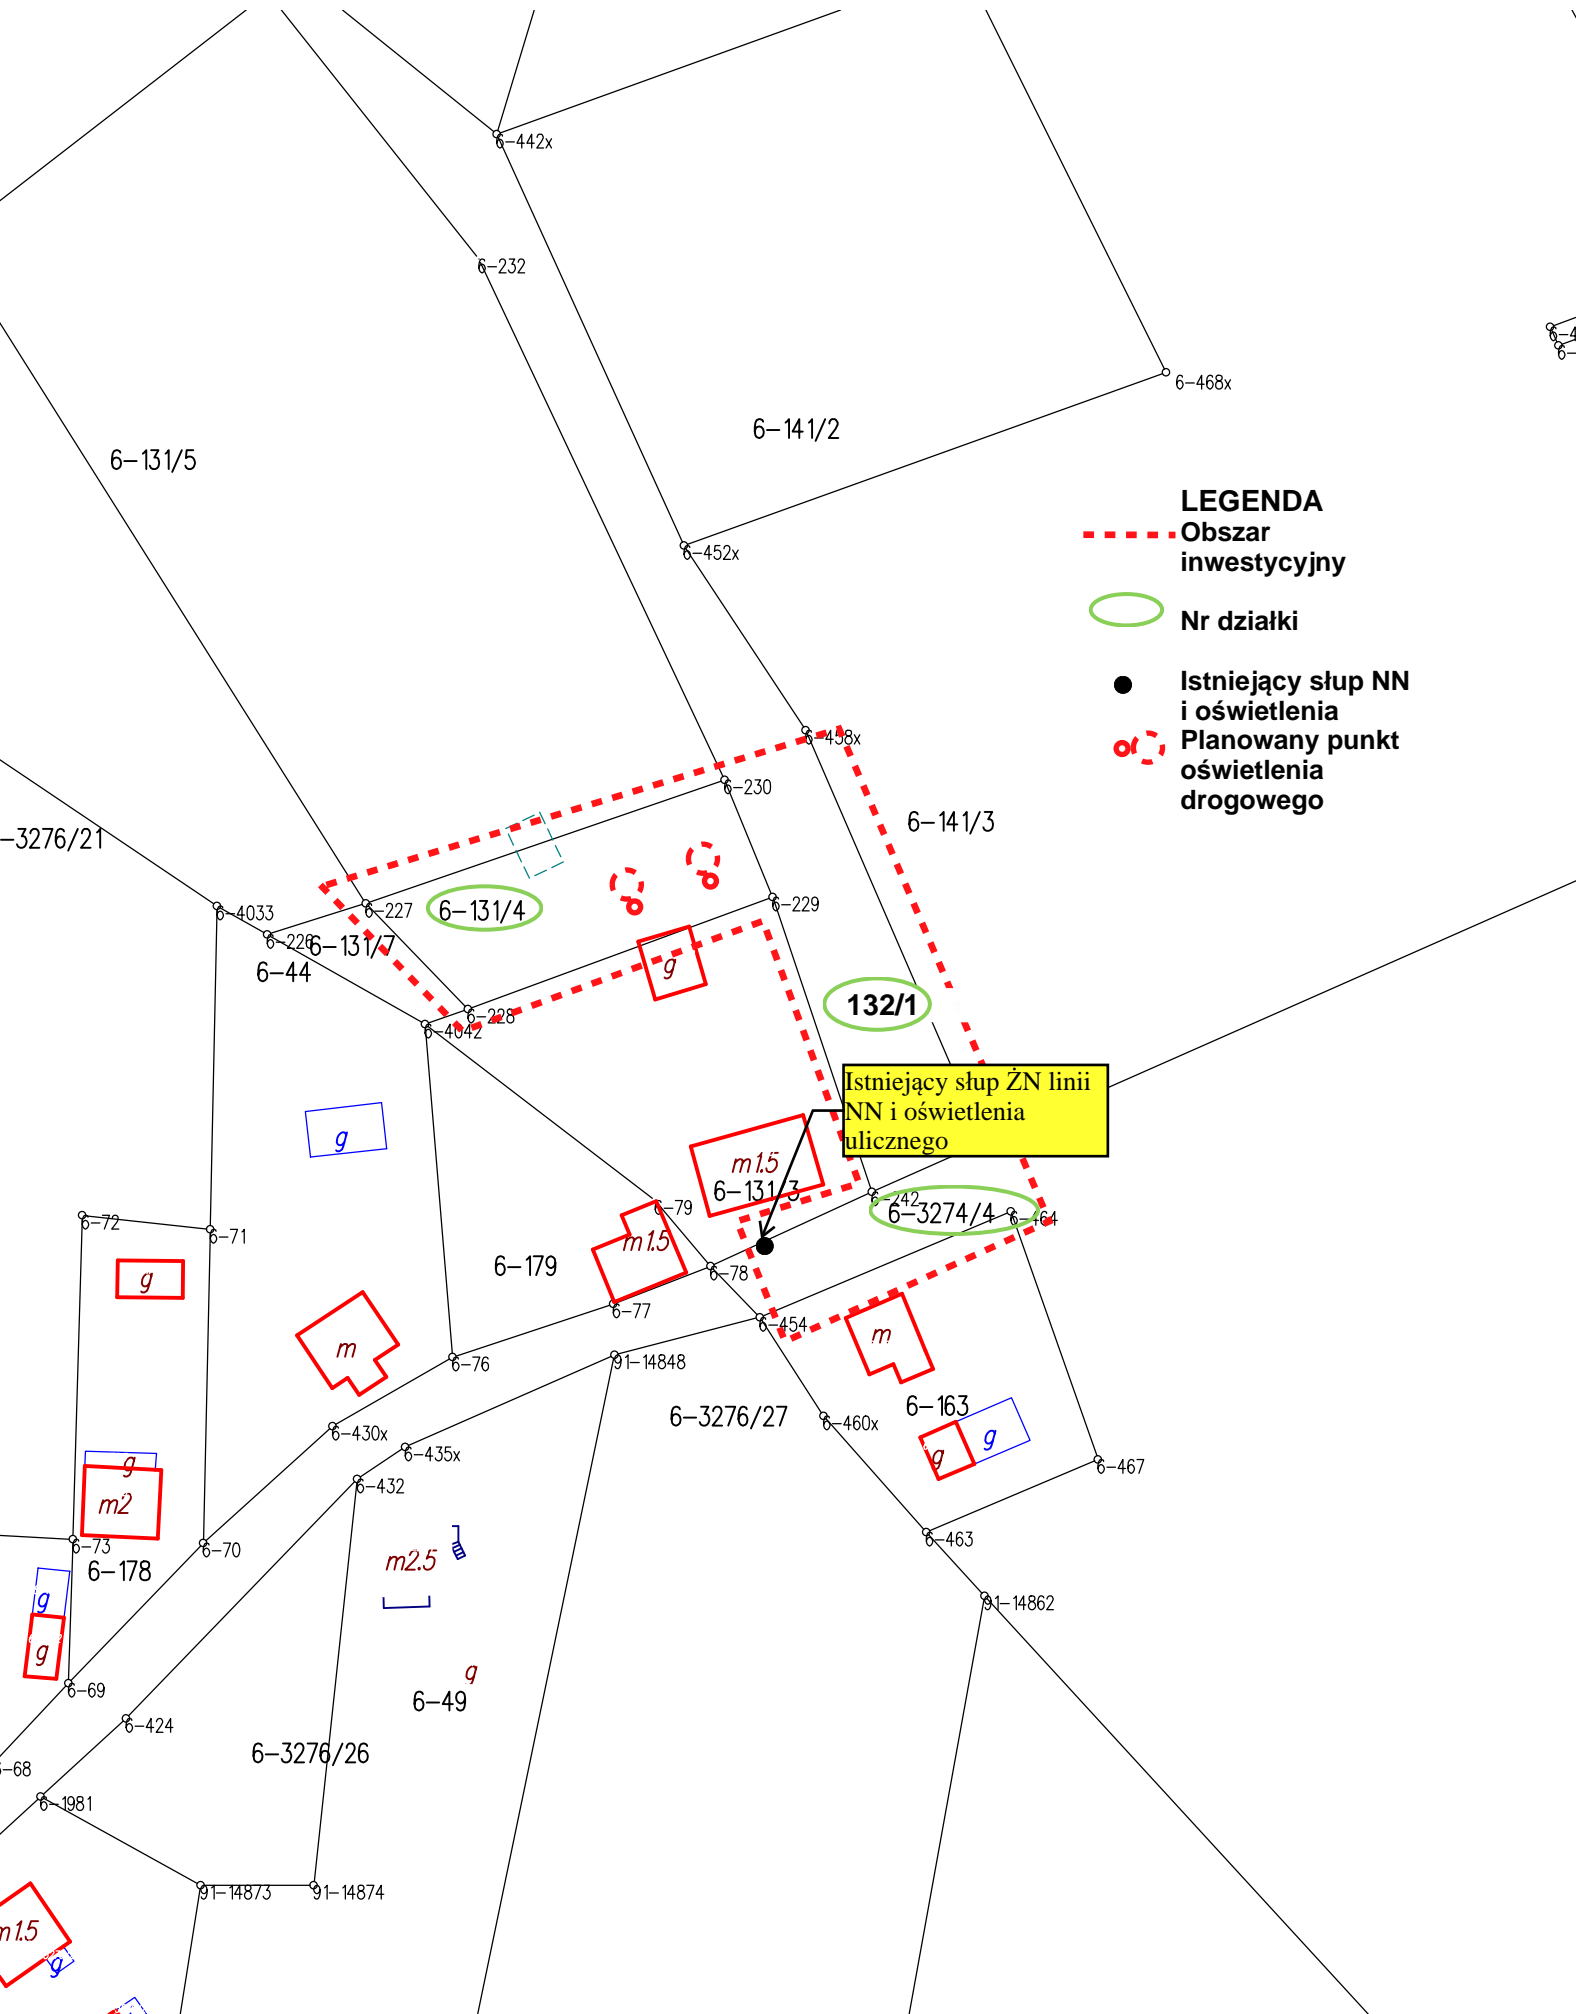 6-442x
6-232
6-468x
6-141/2
6-131/5
LEGENDA
Obszar
inwestycyjny
6-452x
Nr działki
Istniejący słup NN
i oświetlenia
Planowany punkt
oświetlenia
drogowego
6-458x
6-230
6-141/3
-3276/21
6-4033
6-227
6-131/4
6-229
6-226
6-131/7
6-44
g
132/1
6-228
6-4042
Istniejący słup ŻN linii
NN i oświetlenia
ulicznego
g
m1.5
6-131/3
6-242
6-3274/4
6-464
6-79
6-72
6-71
m1.5
6-179
6-78
g
6-77
6-454
m
m
6-76
91-14848
6-163
6-3276/27
6-460x
6-430x
6-435x
g
g
6-467
g
6-432
m2
6-463
6-73
6-70
6-178
m2.5
g
91-14862
g
g
6-69
6-49
6-424
6-3276/26
6-68
6-1981
91-14873
91-14874
m1.5
g